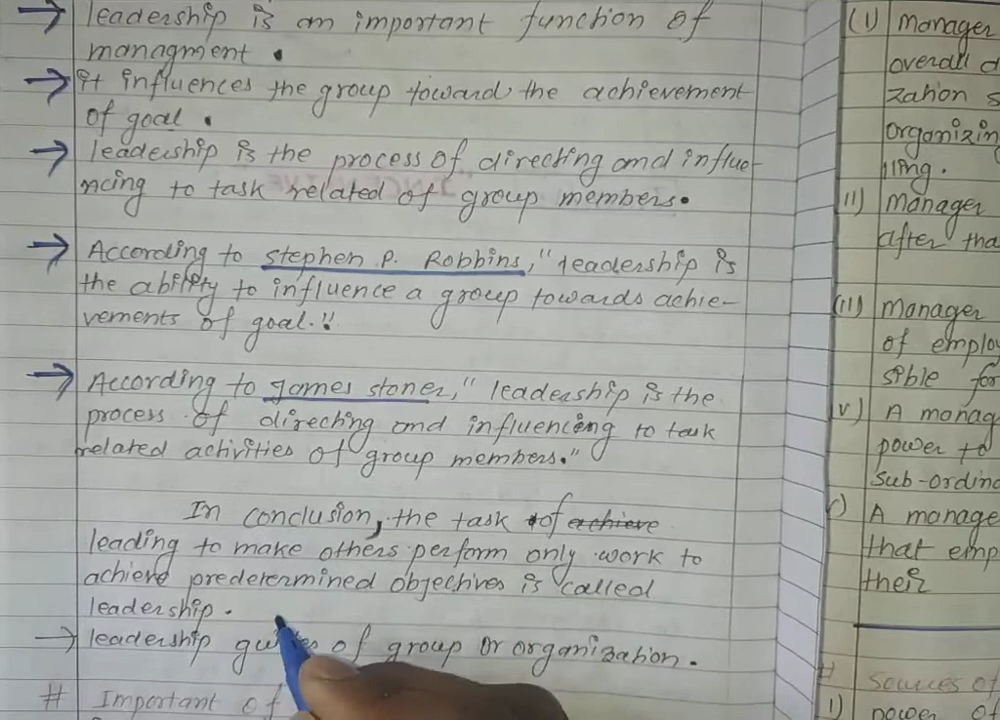 → leadership is an important function of
managment.
→ it influences the group toward the achievement
of goal.
→ leadership is the process of directing and influe-
ncing to task related of group members.
→ According to stephen P. Robbins, "leadership is
the ability to influence a group towards achie-
vements of goal."
→ According to games stoner, "leadership is the
process of directing and influencing to task
related activities of group members."
In conclusion, the task of achieve
leading to make others perform only work to
achieve predetermined objectives is called
leadership.
→ leadership of group or organization.
# Important of
(i) Manager
overall
zation
organizin
lling.
ii) Manager
after tha
(iii) Manager
of emplo
sible for
v) A manag
power to
sub-ordina
A manage
that emp
their
# Sources of
i) power of